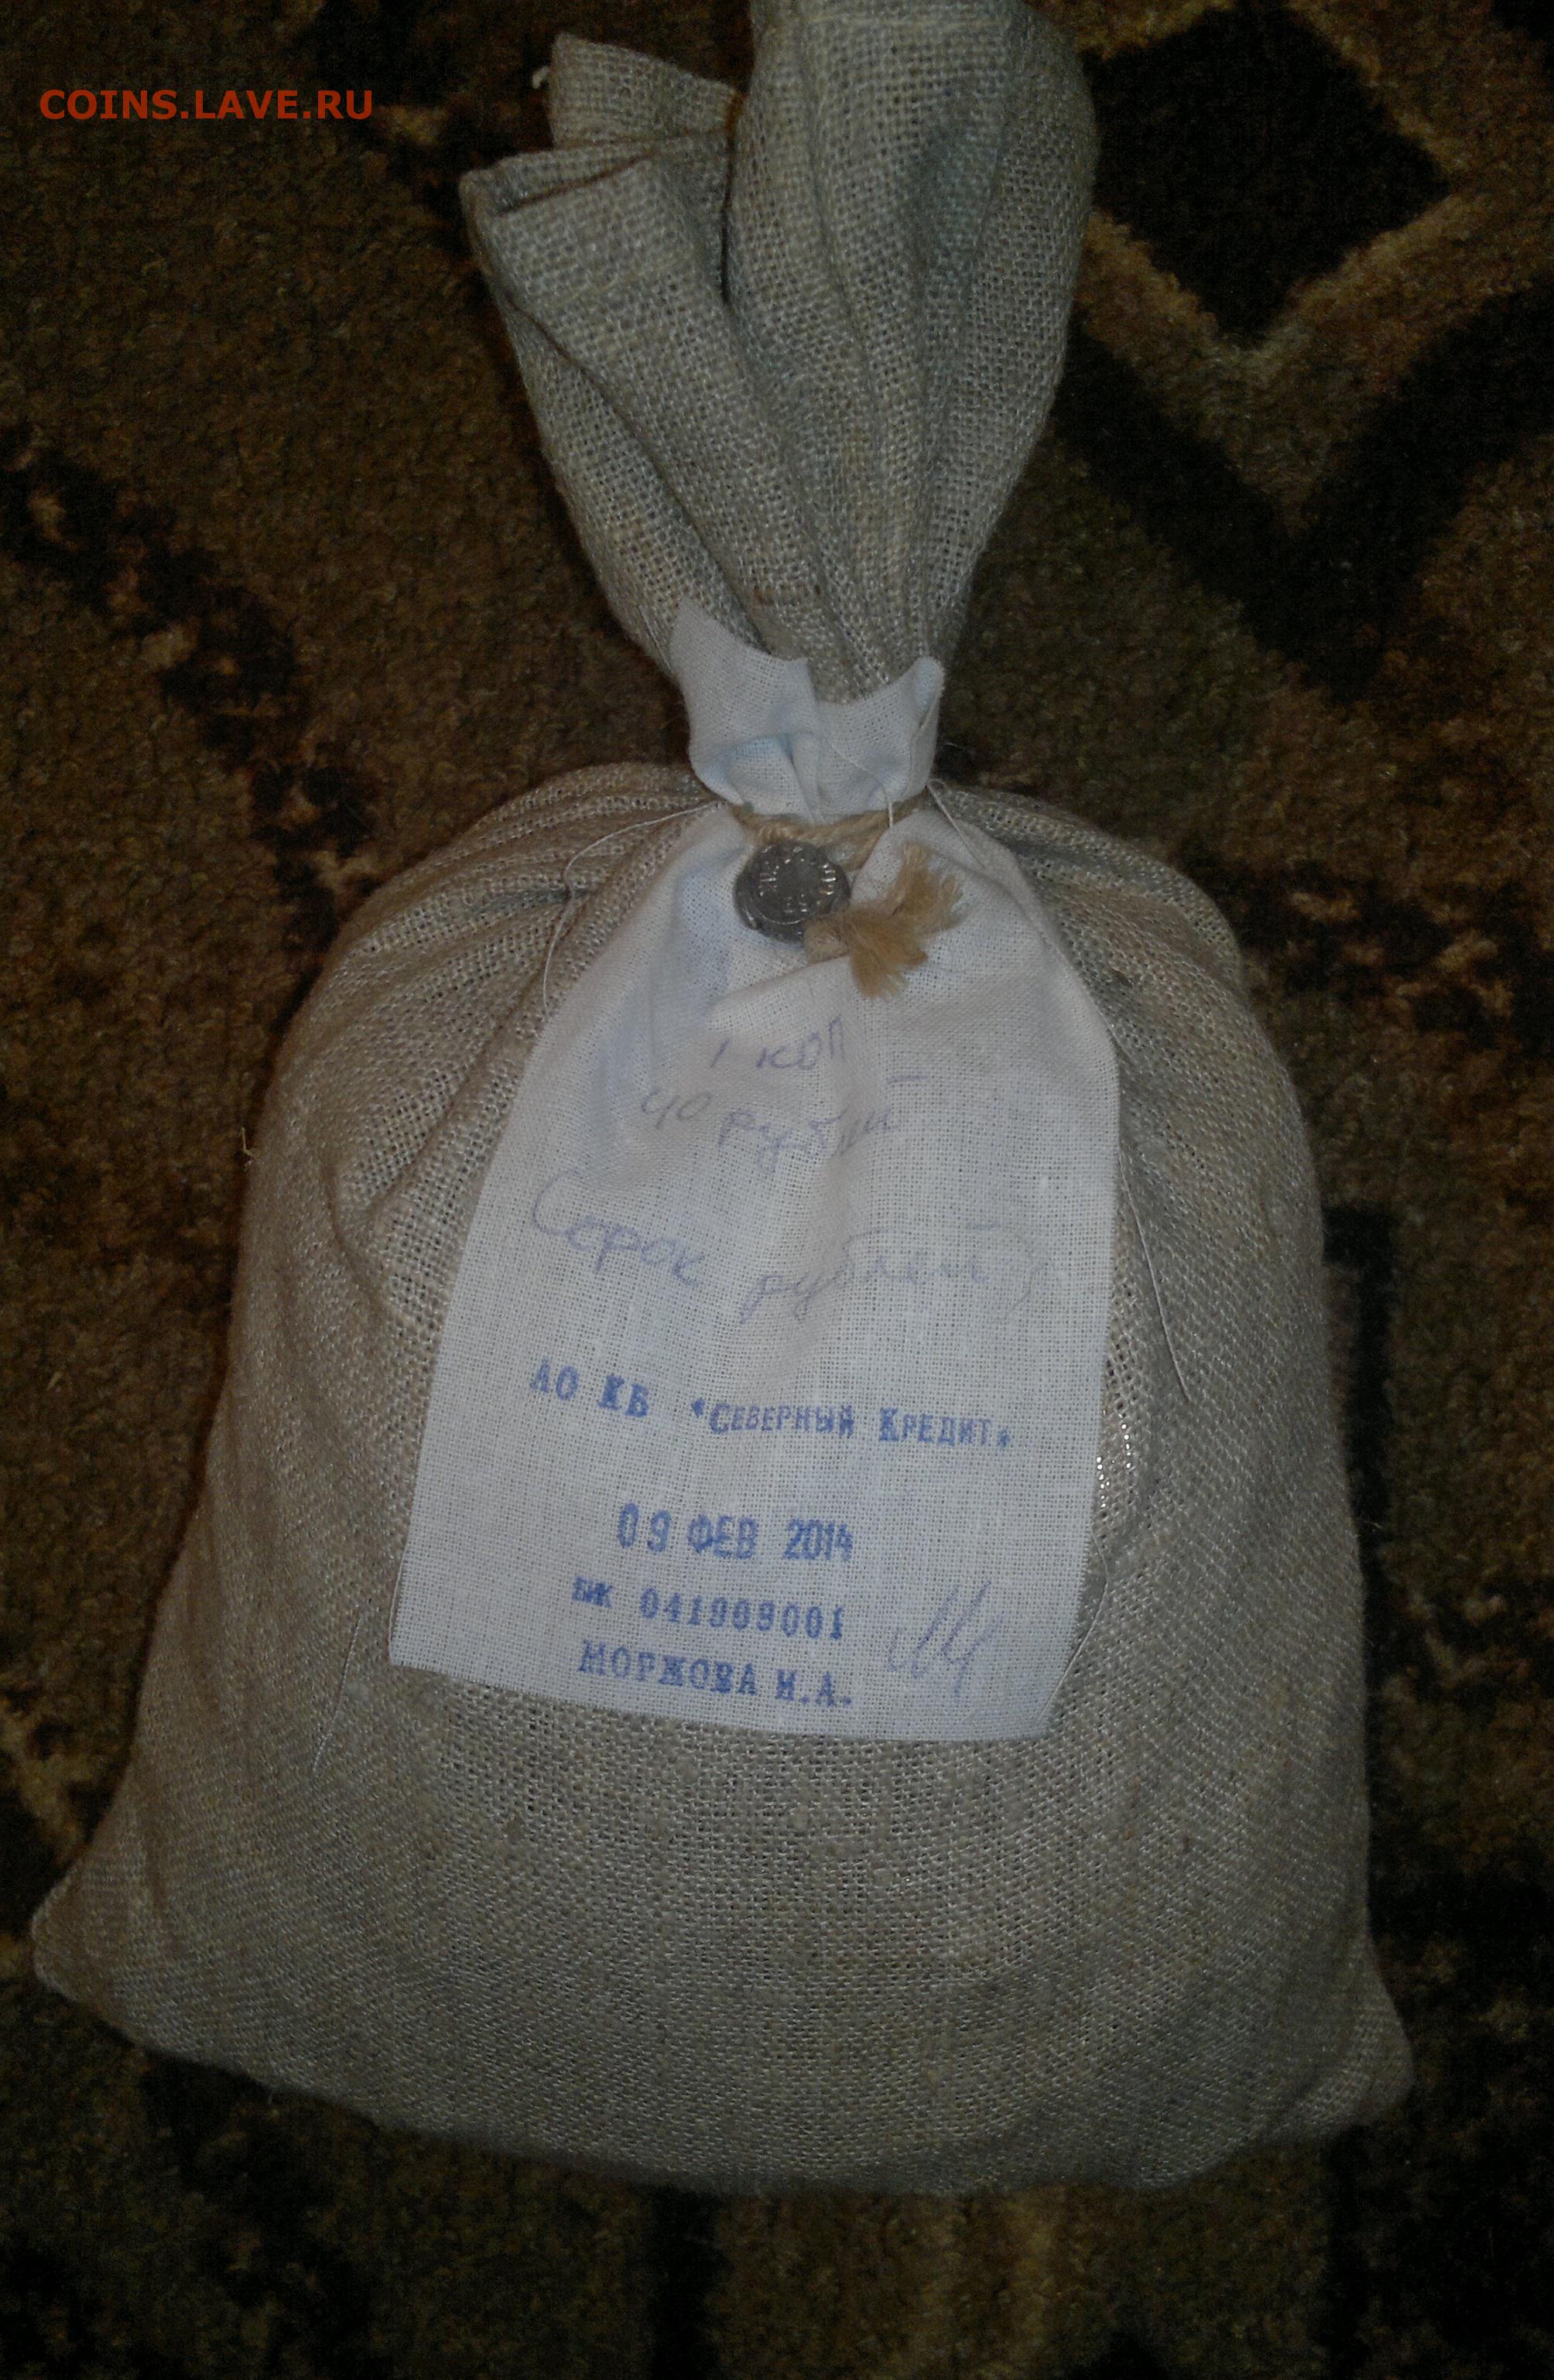 COINS.LAVE.RU
1 коп
40 рублей
(Сорок рублей)
АО КБ "Северный Кредит"
09 ФЕВ 2014
БИК 041909001
МОРЖОВА И.А.